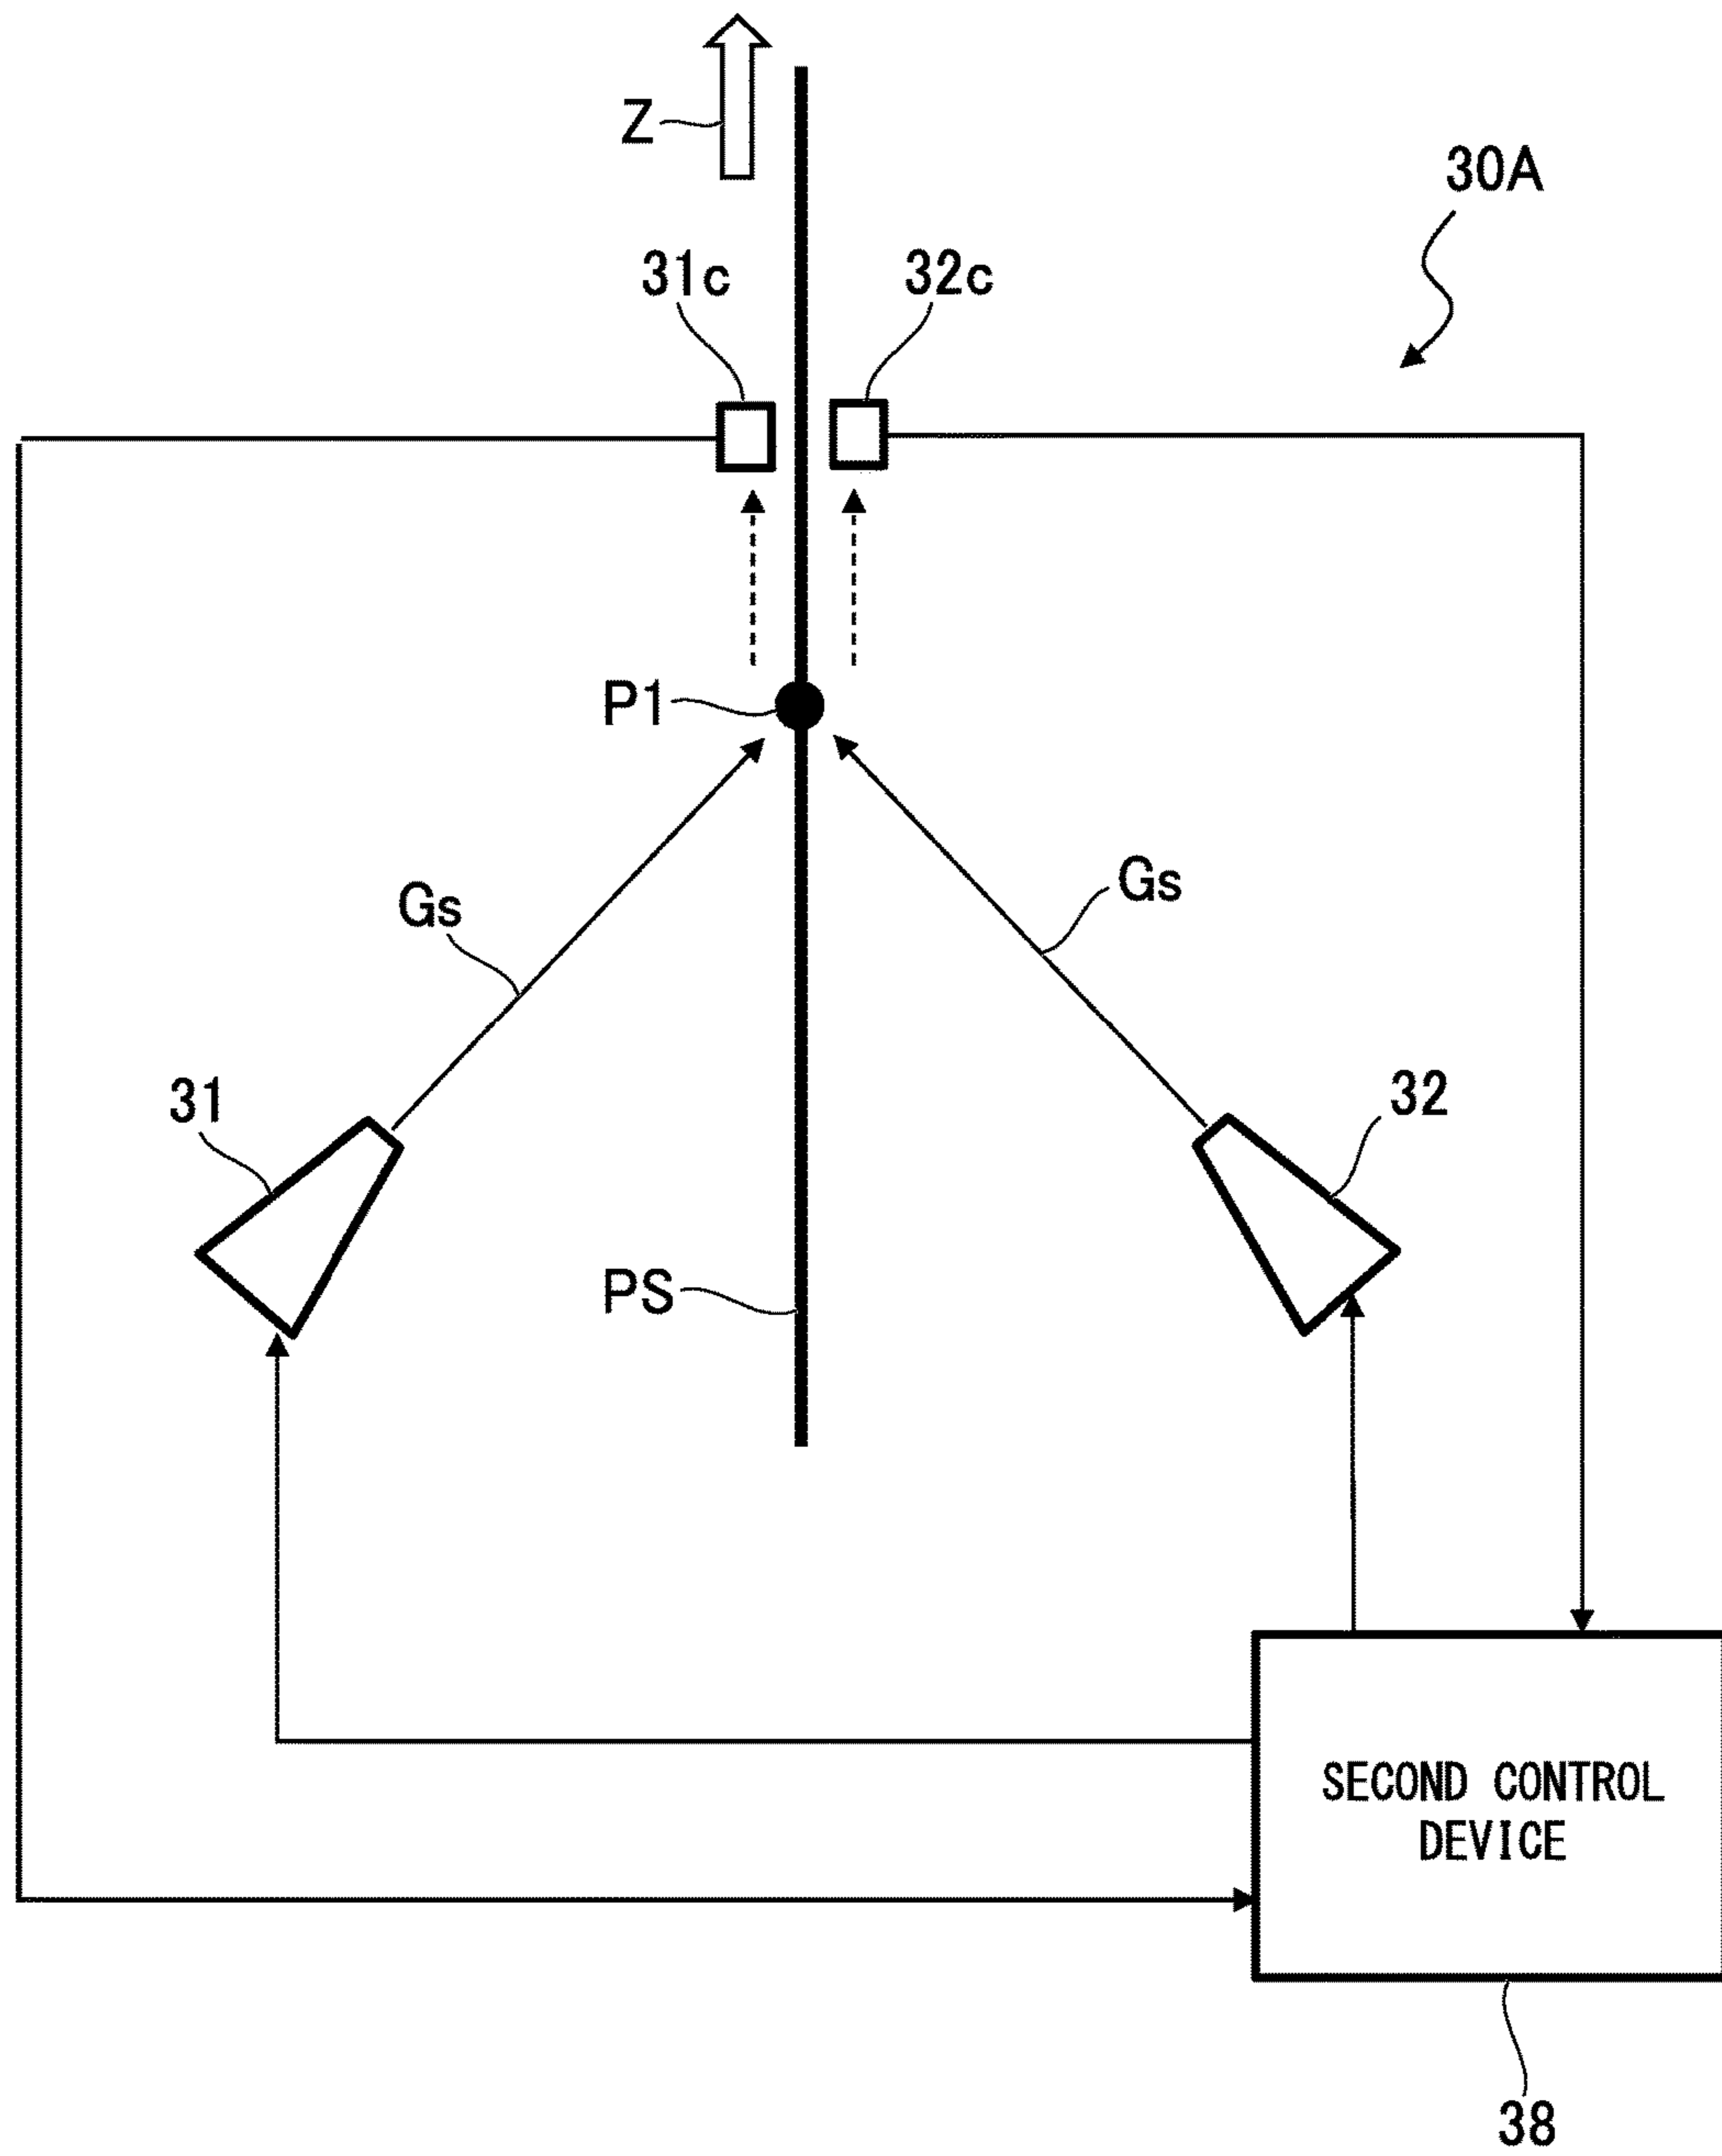 Z
30A
31c
32c
P1
Gs
Gs
31
32
PS
SECOND CONTROL
DEVICE
38